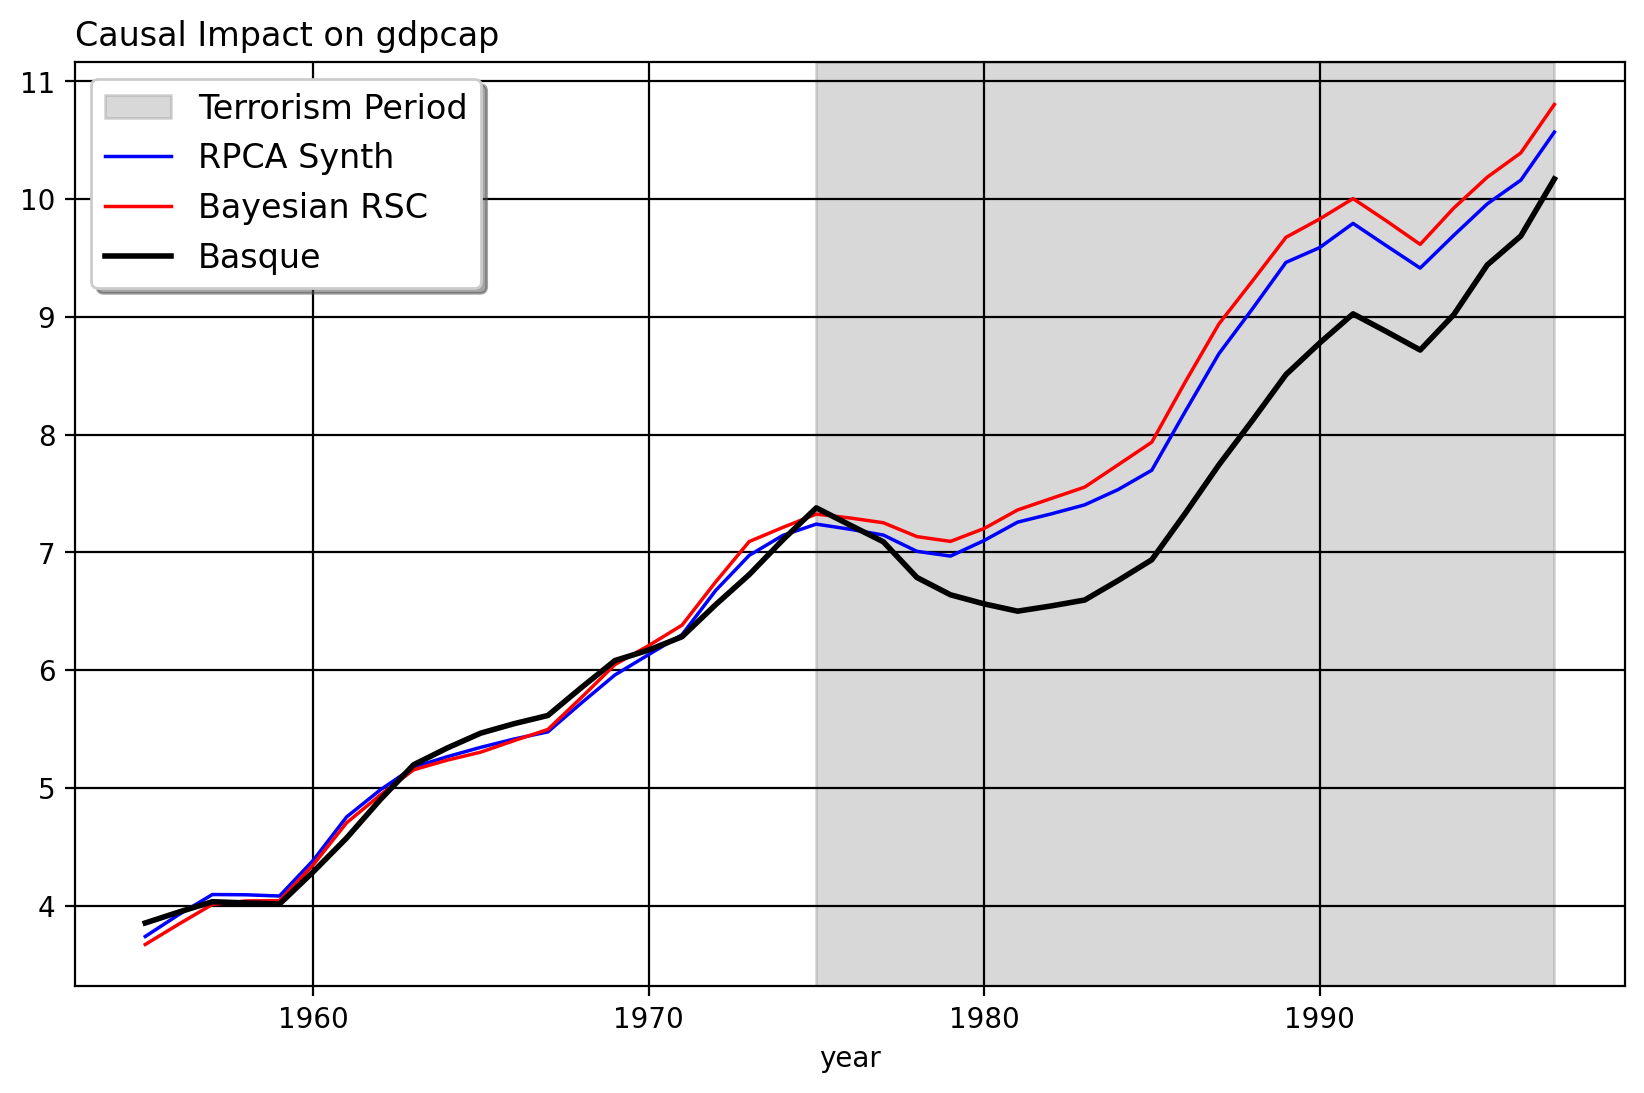 Causal Impact on gdpcap
11
10
9
8
7
6
5
4
Terrorism Period
RPCA Synth
Bayesian RSC
Basque
1960 1970 1980 1990
year